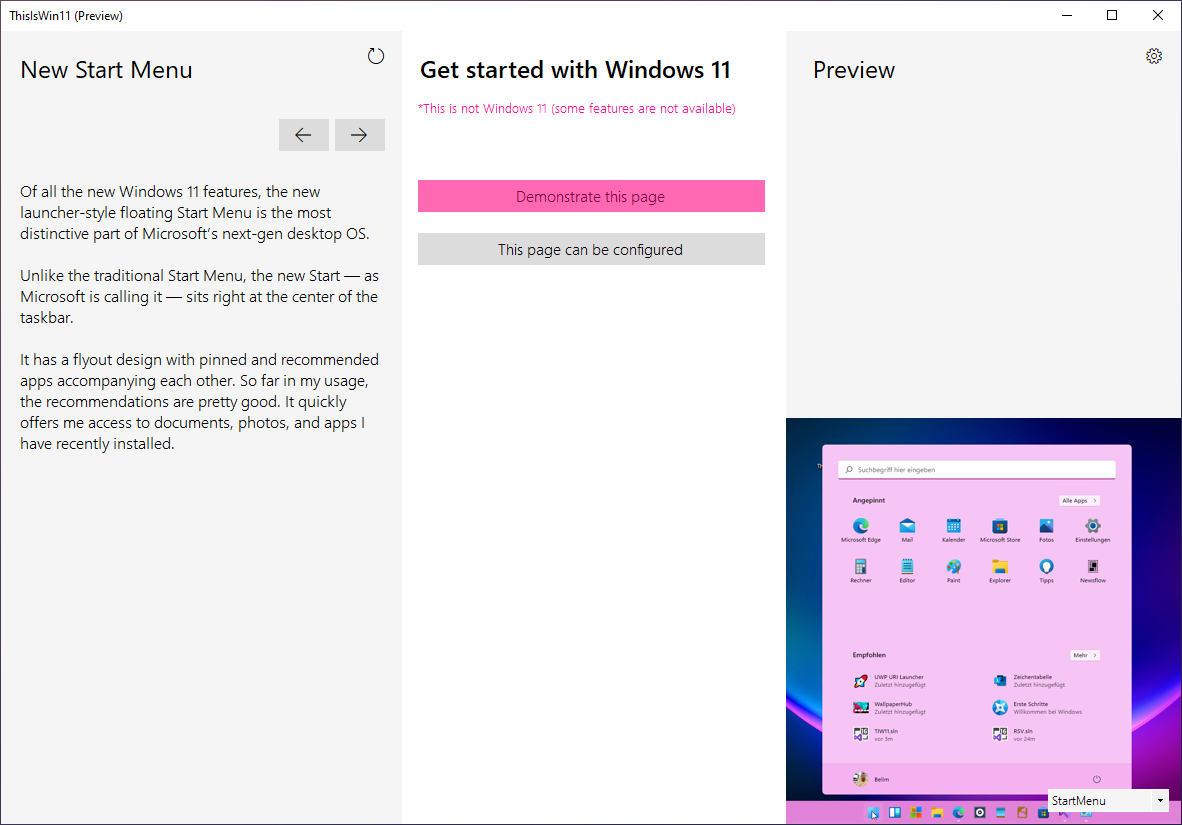 ThisIsWin11 (Preview)
New Start Menu
Of all the new Windows 11 features, the new
launcher-style floating Start Menu is the most
distinctive part of Microsoft's next-gen desktop OS.
Unlike the traditional Start Menu, the new Start — as
Microsoft is calling it — sits right at the center of the
taskbar.
It has a flyout design with pinned and recommended
apps accompanying each other. So far in my usage,
the recommendations are pretty good. It quickly
offers me access to documents, photos, and apps I
have recently installed.
Get started with Windows 11
*This is not Windows 11 (some features are not available)
Demonstrate this page
This page can be configured
Preview
Suchbegriff hier eingeben
Angepinnt
Alle Apps
Microsoft Edge
Mail
Kalender
Microsoft Store
Fotos
Einstellungen
Rechner
Editor
Paint
Explorer
Tipps
Newsflow
Empfohlen
Mehr
UWP URI Launcher
Zuletzt hinzugefügt
Zeichentabelle
Zuletzt hinzugefügt
WallpaperHub
Zuletzt hinzugefügt
Erste Schritte
Willkommen bei Windows
TIW11.sln
vor 3m
RSV.sln
vor 24m
Belim
StartMenu